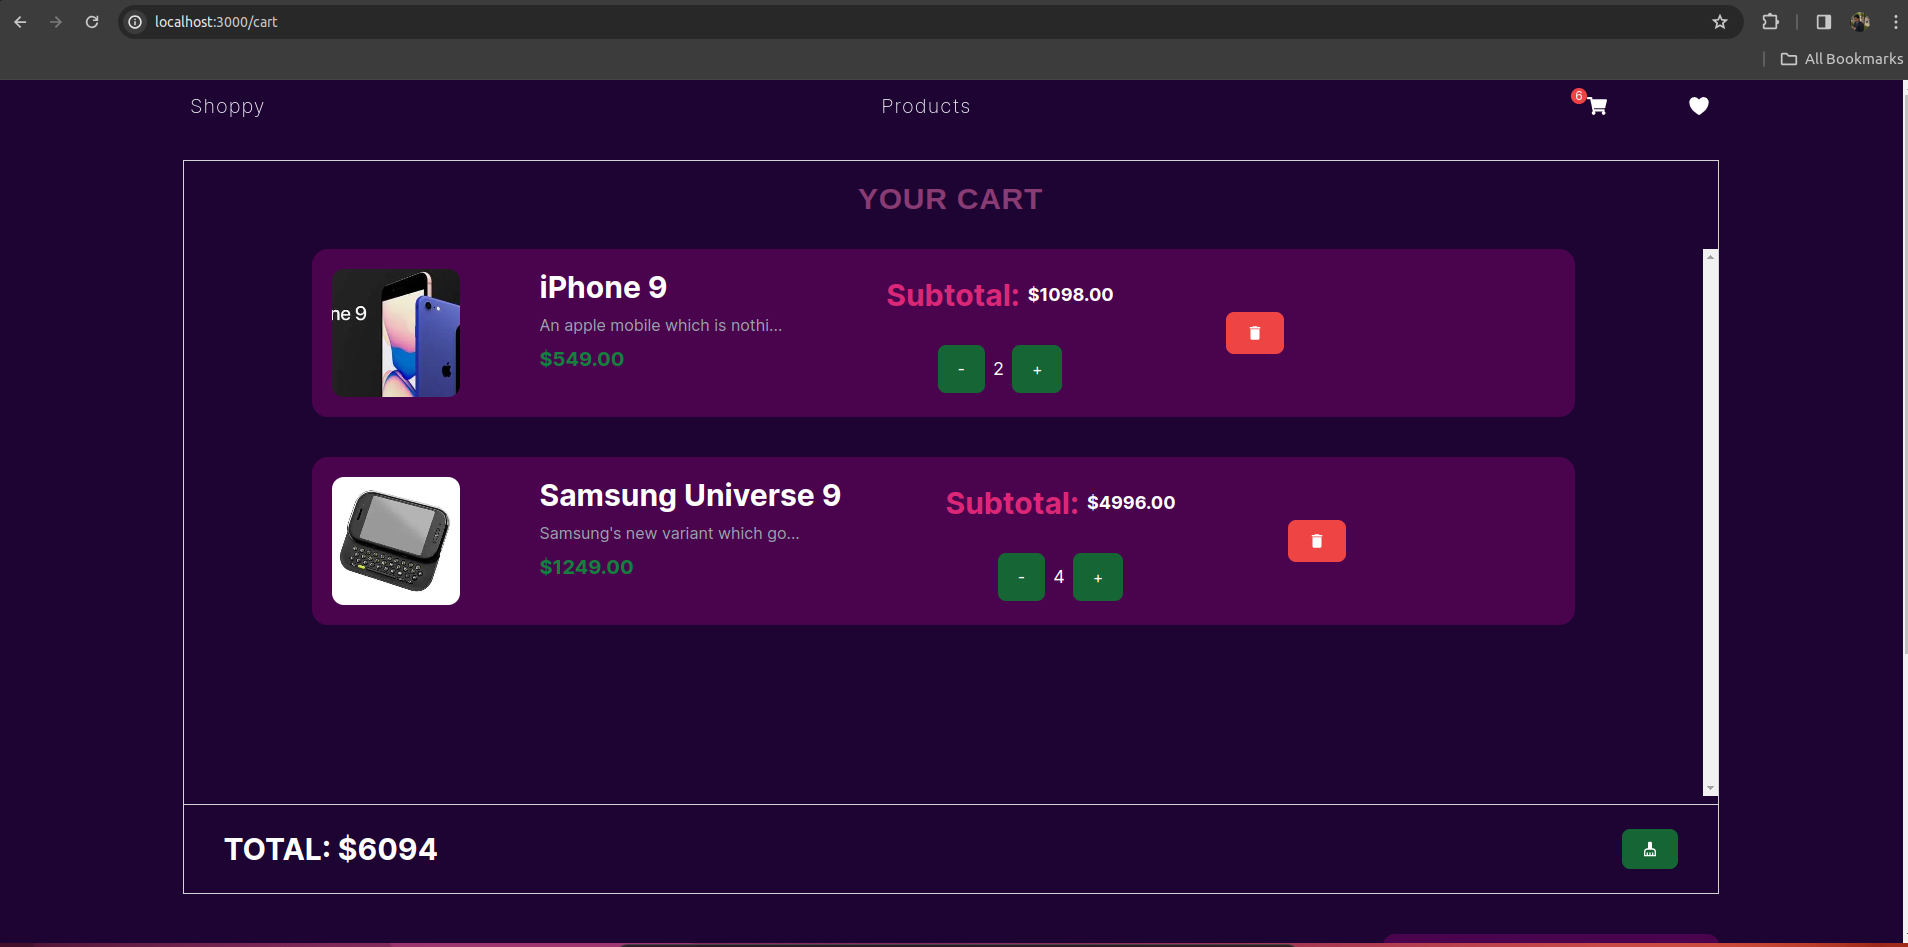 localhost:3000/cart
All Bookmarks
Shoppy
Products
6
YOUR CART
ne 9
iPhone 9
An apple mobile which is nothi...
$549.00
Subtotal: $1098.00
- 2 +
Samsung Universe 9
Samsung's new variant which go...
$1249.00
Subtotal: $4996.00
- 4 +
TOTAL: $6094